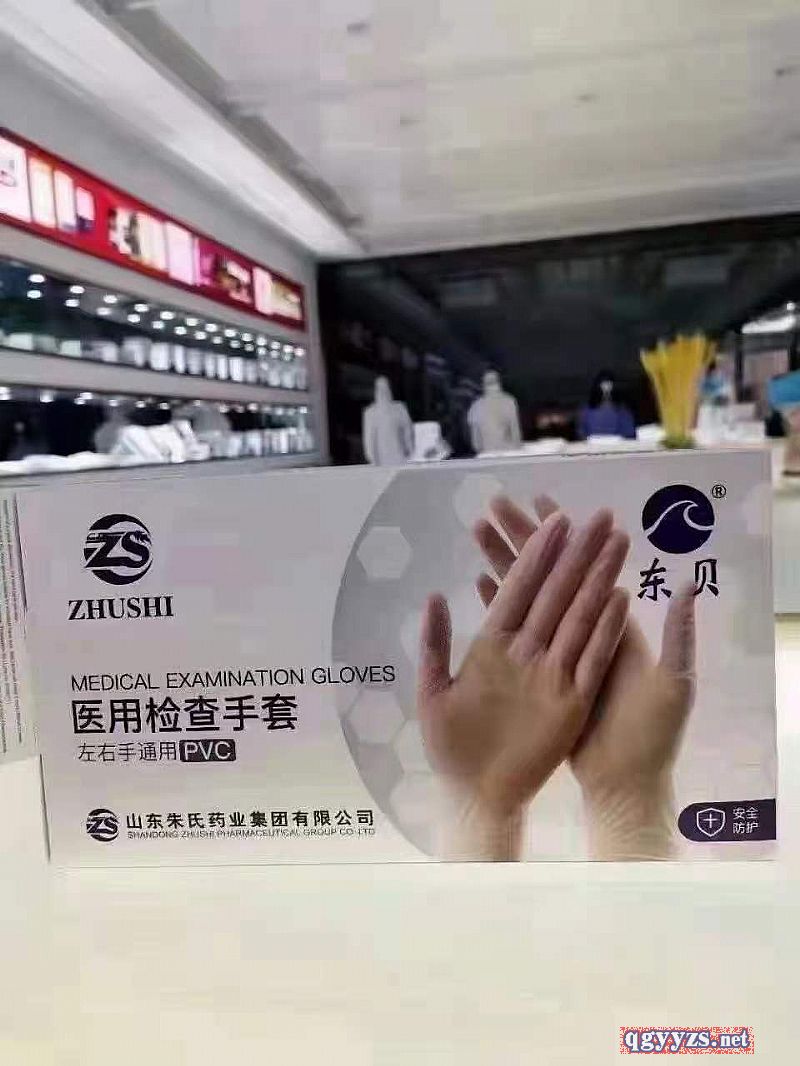 ZS
ZHUSHI
®
东贝
MEDICAL EXAMINATION GLOVES
医用检查手套
左右手通用PVC
ZS
山东朱氏药业集团有限公司
SHANDONG ZHUSHI PHARMACEUTICAL GROUP CO·LTD
安全
防护
qgyyzs.net